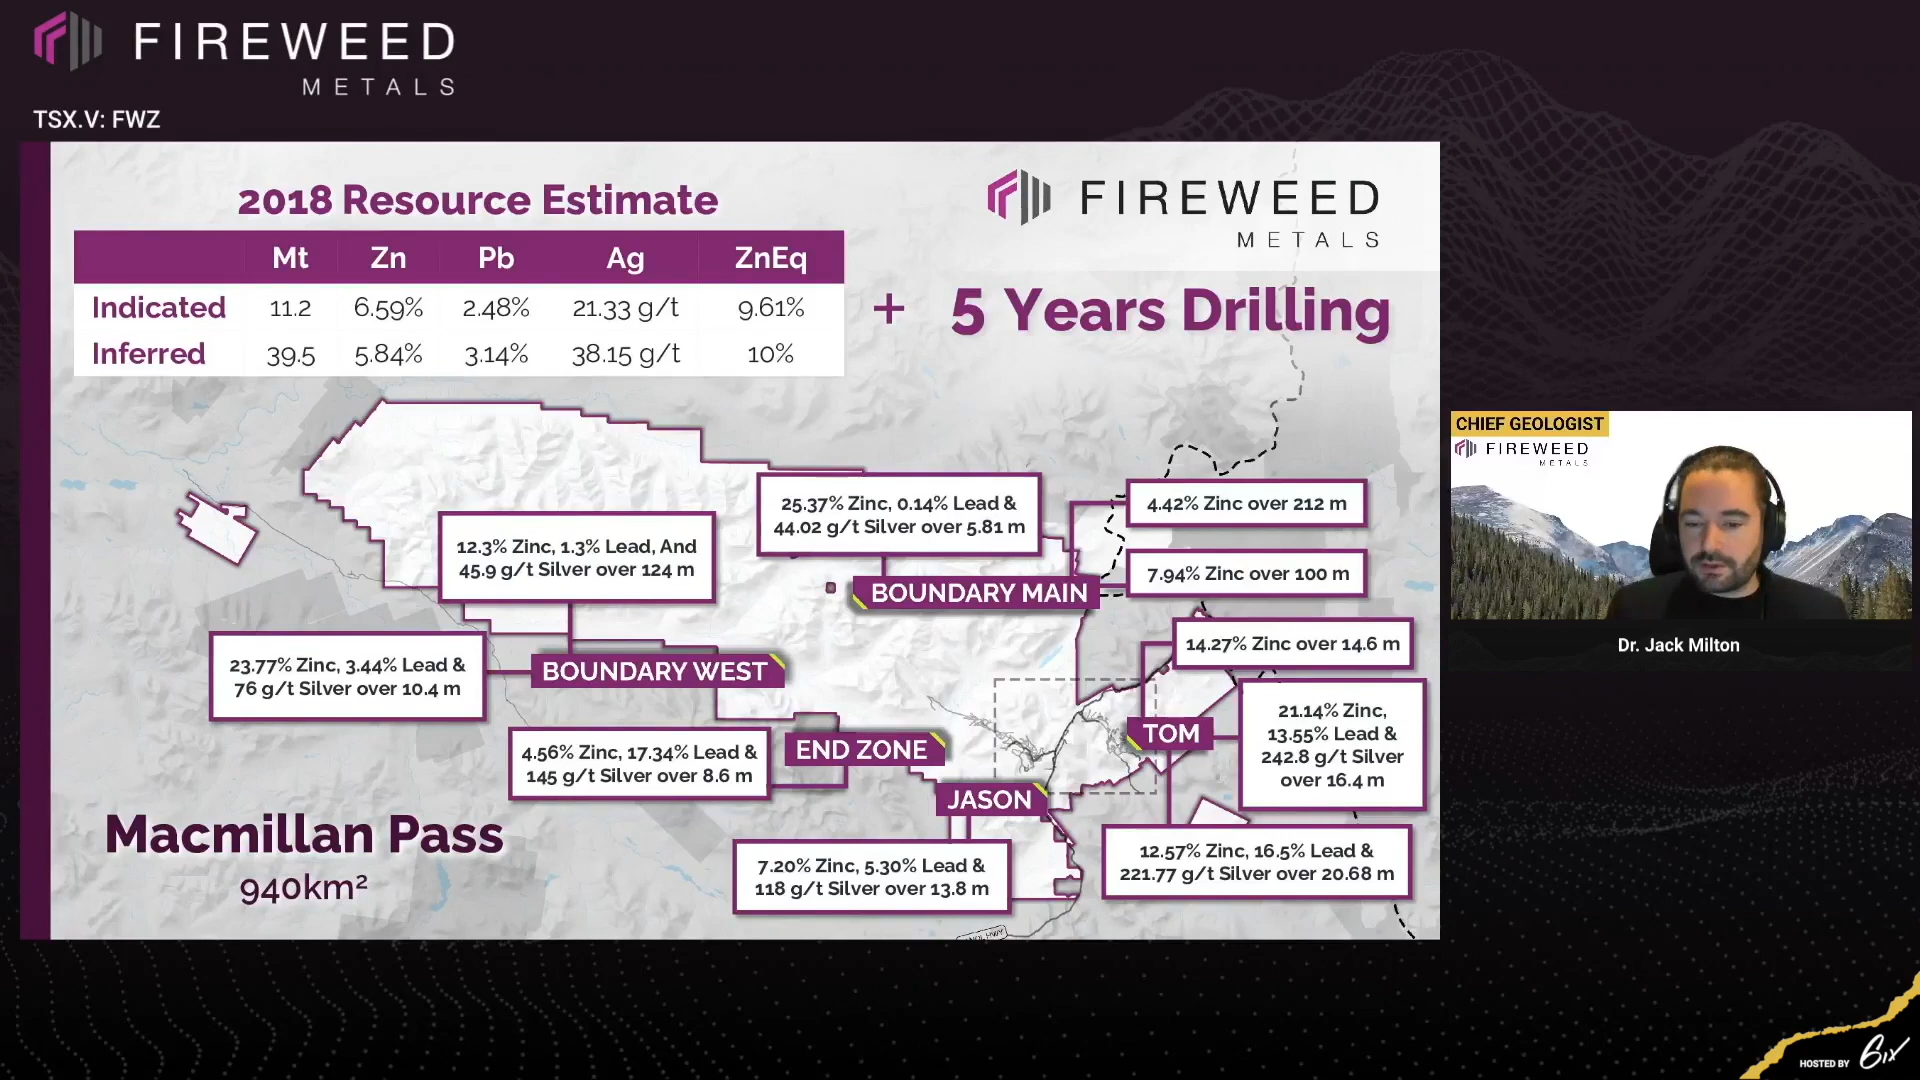 FIREWEED
METALS
TSX.V: FWZ
2018 Resource Estimate
Mt Zn Pb Ag ZnEq
Indicated 11.2 6.59% 2.48% 21.33 g/t 9.61%
Inferred 39.5 5.84% 3.14% 38.15 g/t 10%
FIREWEED
METALS
+ 5 Years Drilling
25.37% Zinc, 0.14% Lead &
44.02 g/t Silver over 5.81 m
4.42% Zinc over 212 m
12.3% Zinc, 1.3% Lead, And
45.9 g/t Silver over 124 m
7.94% Zinc over 100 m
BOUNDARY MAIN
14.27% Zinc over 14.6 m
23.77% Zinc, 3.44% Lead &
76 g/t Silver over 10.4 m
BOUNDARY WEST
21.14% Zinc,
13.55% Lead &
242.8 g/t Silver
over 16.4 m
TOM
4.56% Zinc, 17.34% Lead &
145 g/t Silver over 8.6 m
END ZONE
JASON
Macmillan Pass
940km²
7.20% Zinc, 5.30% Lead &
118 g/t Silver over 13.8 m
12.57% Zinc, 16.5% Lead &
221.77 g/t Silver over 20.68 m
HWY
CHIEF GEOLOGIST
FIREWEED
METALS
Dr. Jack Milton
HOSTED BY 6ix